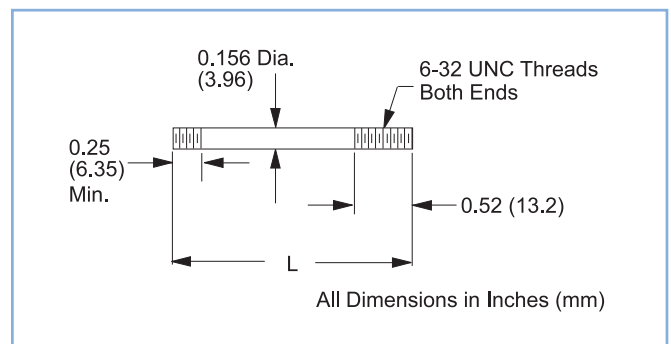 0.156 Dia.
(3.96)
6-32 UNC Threads
Both Ends
0.25
(6.35)
Min.
0.52 (13.2)
L
All Dimensions in Inches (mm)